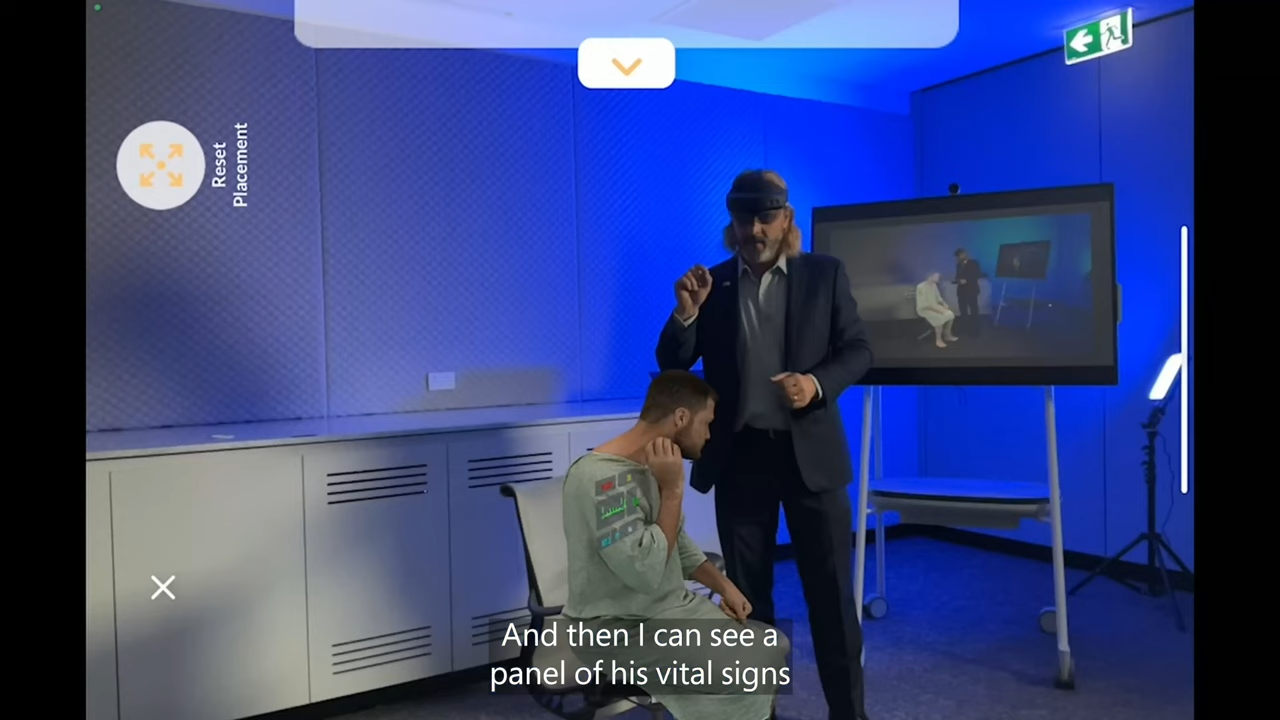 Reset
Placement
And then I can see a
panel of his vital signs